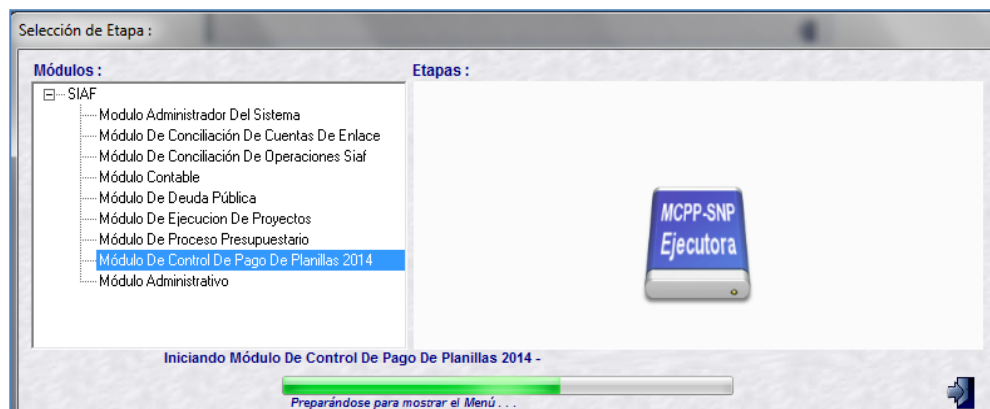 Selección de Etapa :
Módulos :
Etapas :
SIAF
Modulo Administrador Del Sistema
Módulo De Conciliación De Cuentas De Enlace
Módulo De Conciliación De Operaciones Siaf
Módulo Contable
Módulo De Deuda Pública
Módulo De Ejecucion De Proyectos
Módulo De Proceso Presupuestario
Módulo De Control De Pago De Planillas 2014
Módulo Administrativo
MCPP-SNP
Ejecutora
Iniciando Módulo De Control De Pago De Planillas 2014 -
Preparándose para mostrar el Menú . . .